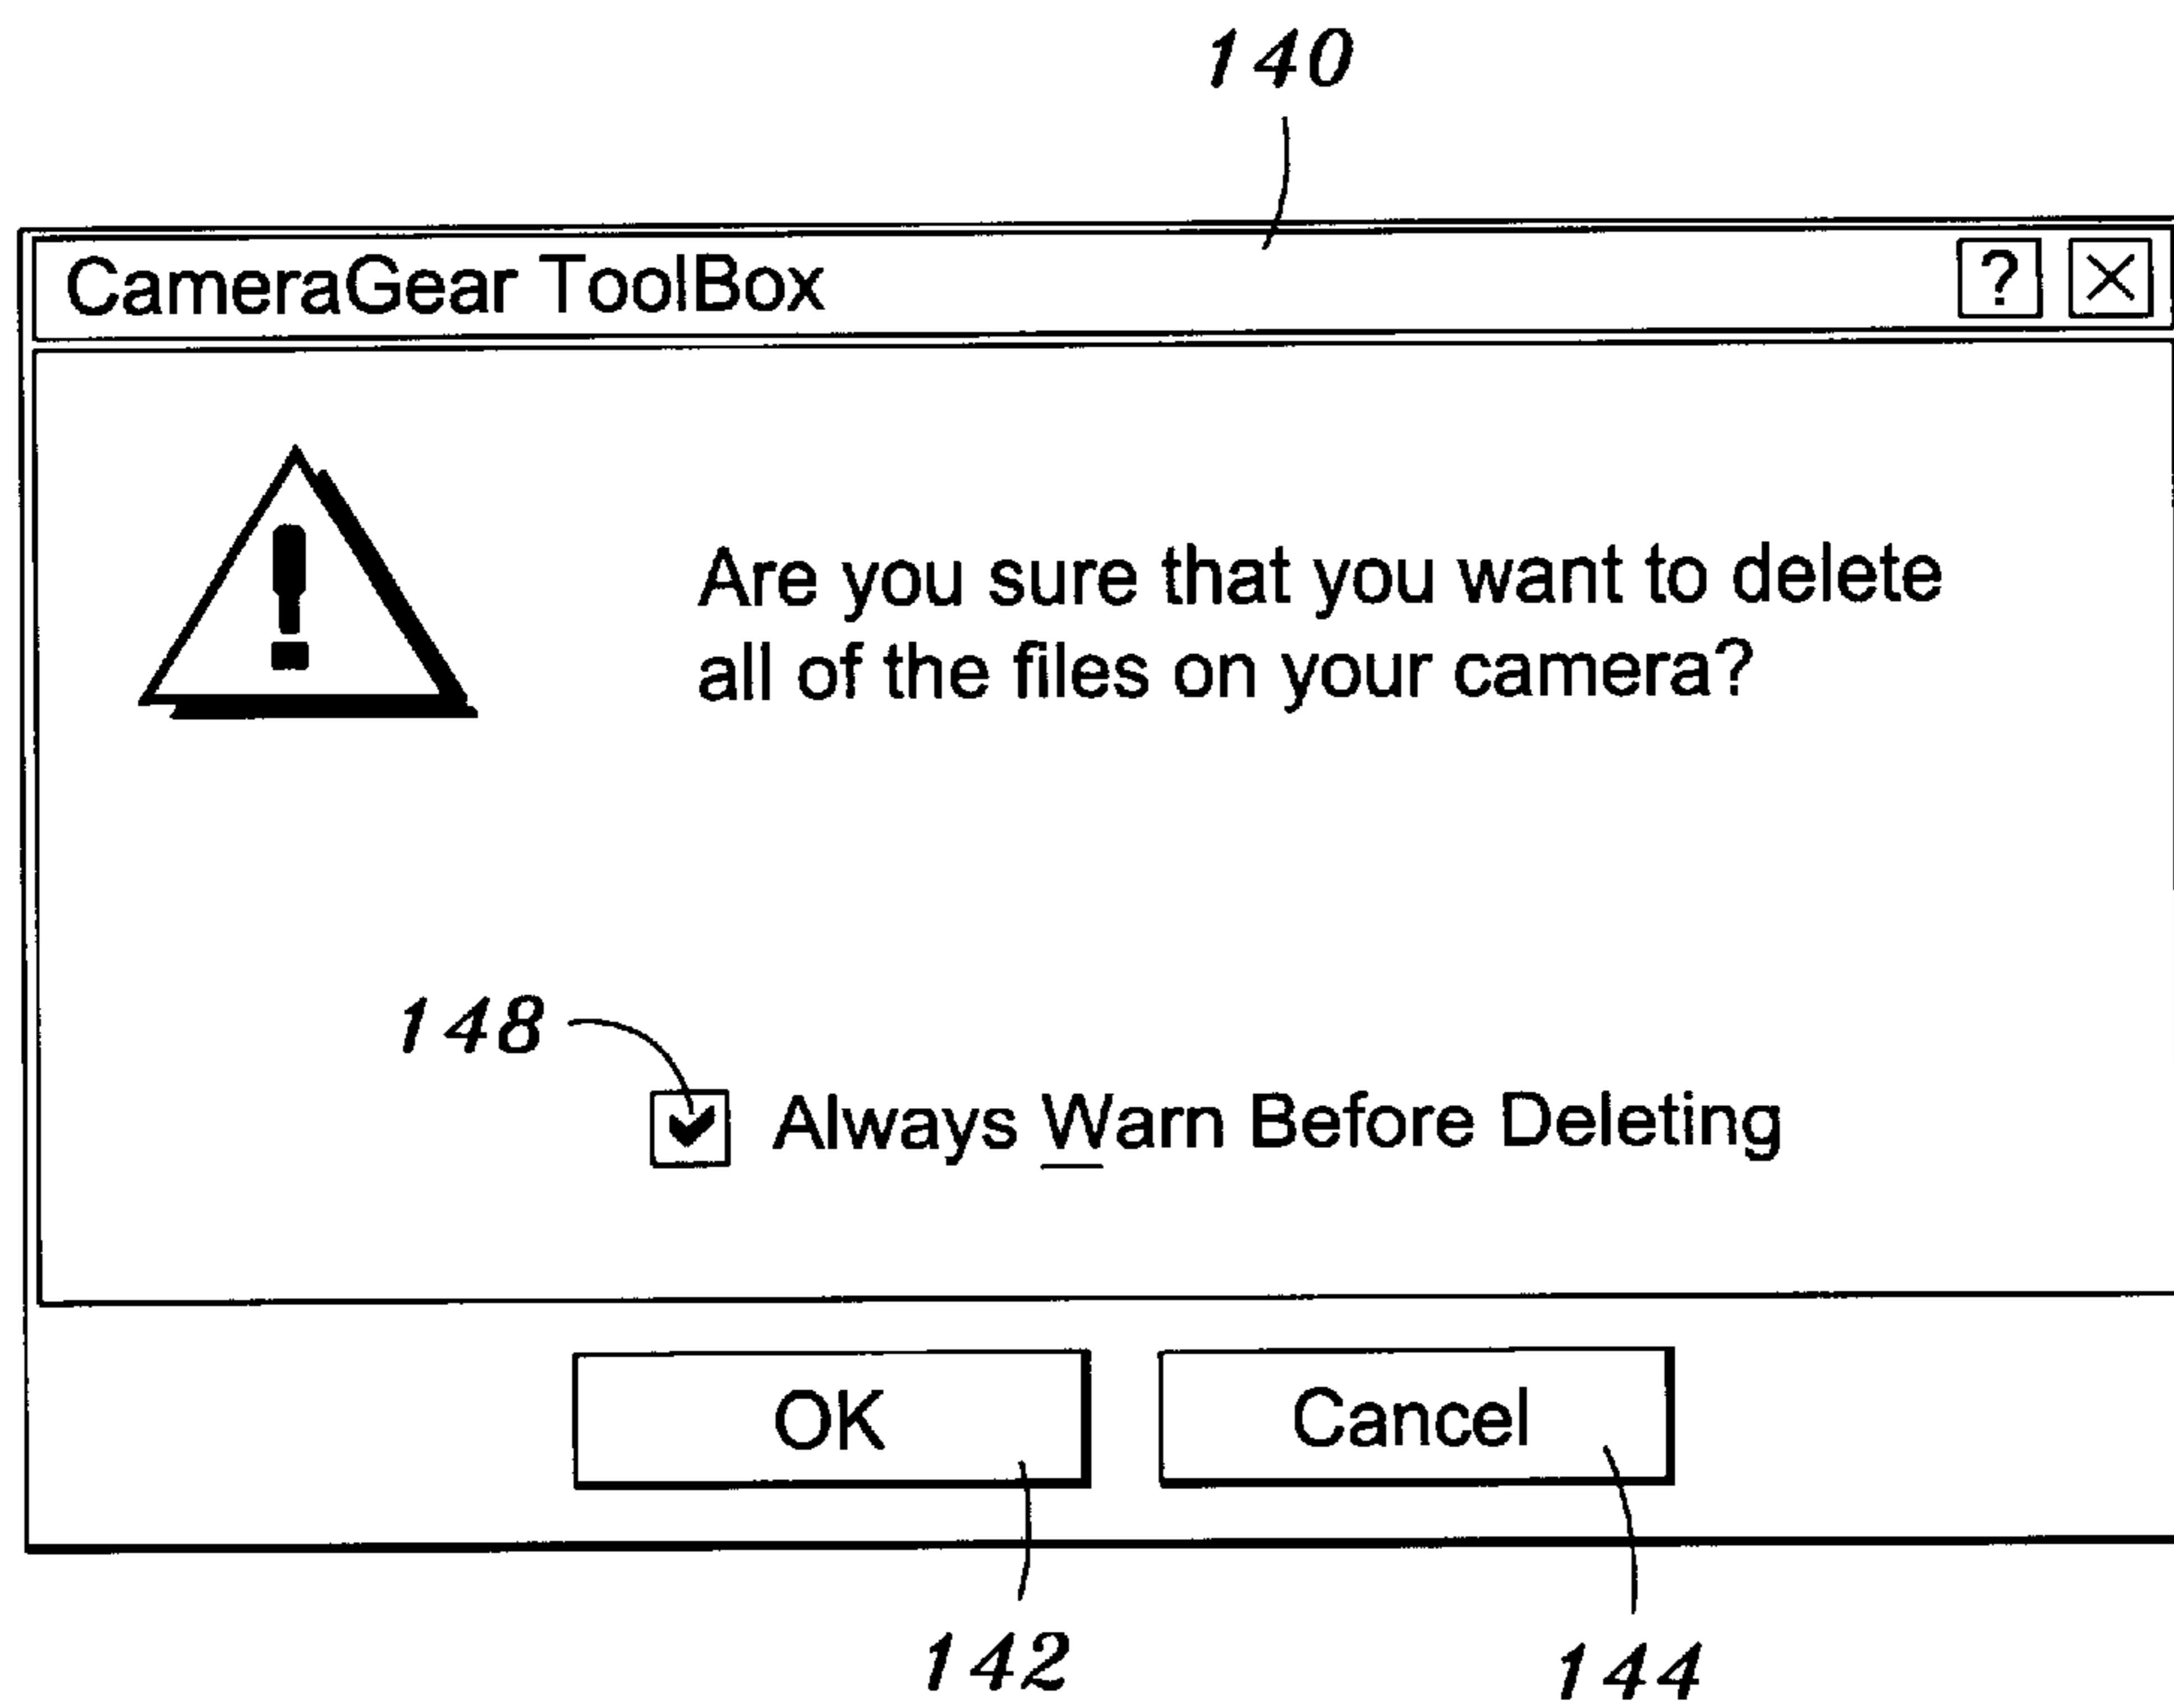 140
CameraGear ToolBox ? X
Are you sure that you want to delete
all of the files on your camera?
148
Always Warn Before Deleting
OK Cancel
142 144